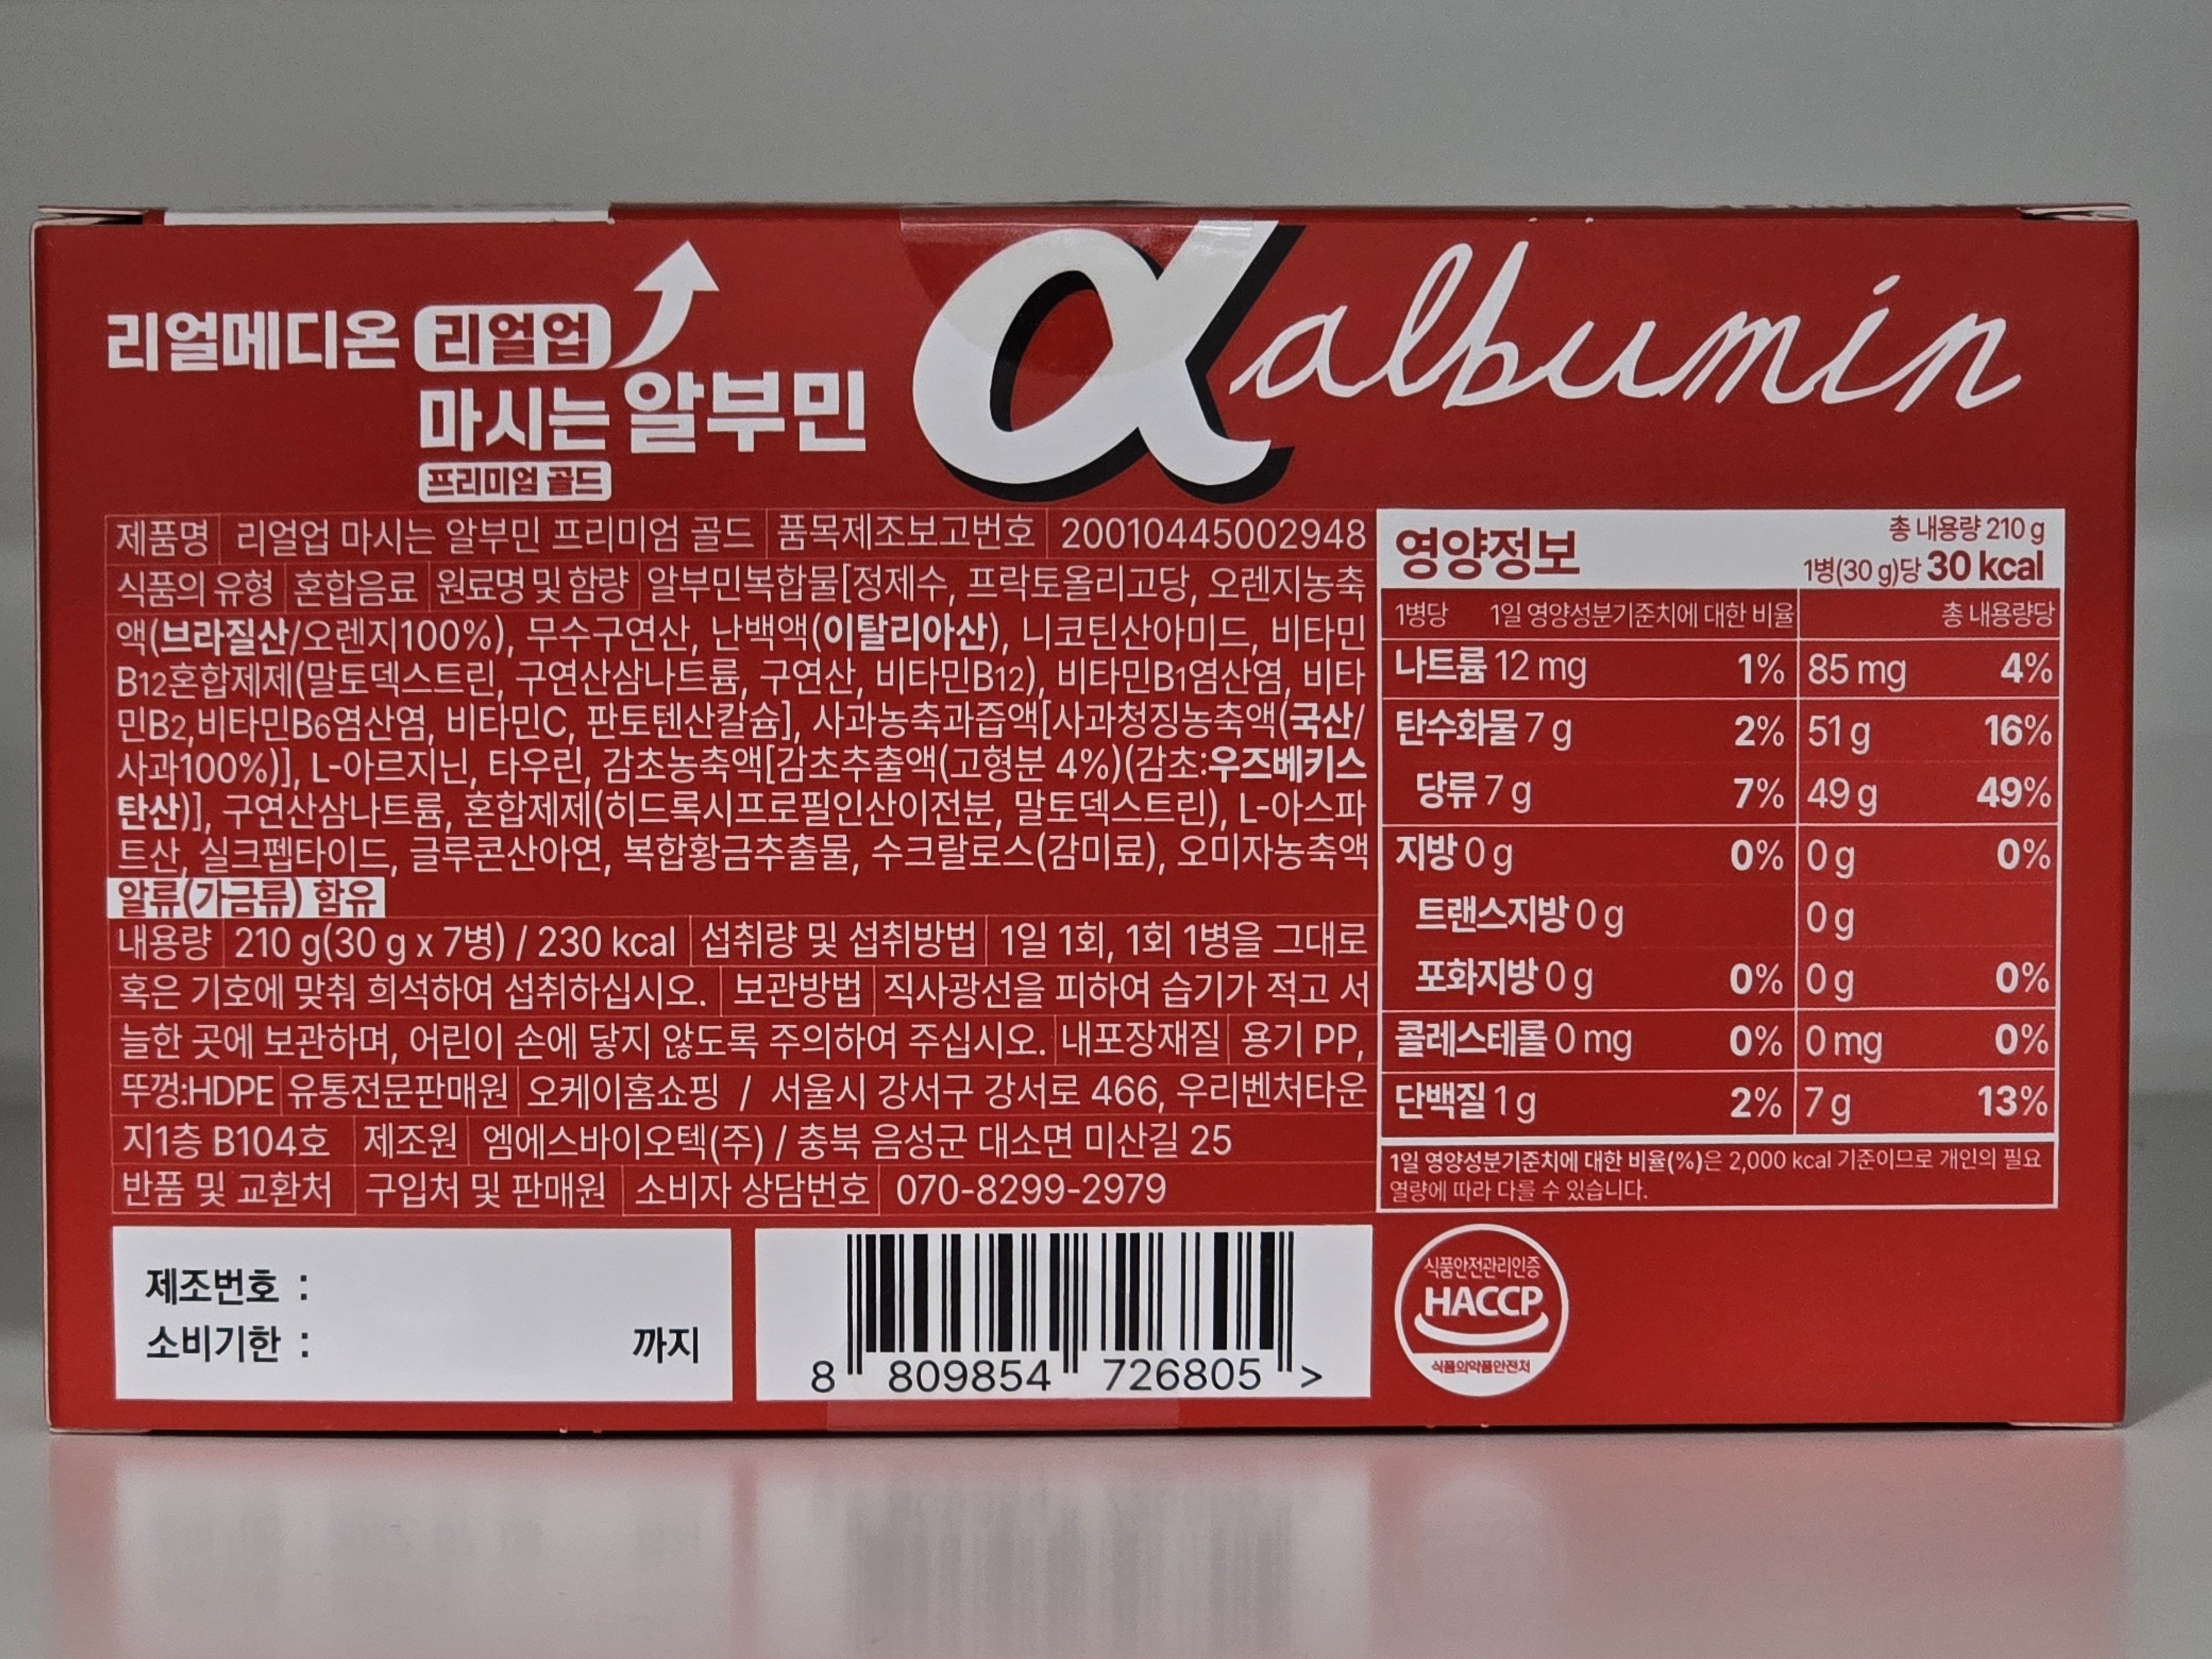 리얼메디온 리얼업
마시는 알부민
프리미엄 골드
α albumin
제품명 리얼업 마시는 알부민 프리미엄 골드 품목제조보고번호 20010445002948
식품의 유형 혼합음료 원료명 및 함량 알부민복합물[정제수, 프락토올리고당, 오렌지농축
액(브라질산/오렌지100%), 무수구연산, 난백액(이탈리아산), 니코틴산아미드, 비타민
B12혼합제제(말토덱스트린, 구연산삼나트륨, 구연산, 비타민B12), 비타민B1염산염, 비타
민B2,비타민B6염산염, 비타민C, 판토텐산칼슘], 사과농축과즙액[사과청징농축액(국산/
사과100%)], L-아르지닌, 타우린, 감초농축액[감초추출액(고형분 4%)(감초:우즈베키스
탄산)], 구연산삼나트륨, 혼합제제(히드록시프로필인산이전분, 말토덱스트린), L-아스파
트산, 실크펩타이드, 글루콘산아연, 복합황금추출물, 수크랄로스(감미료), 오미자농축액
알류(가금류) 함유
내용량 210 g(30 g x 7병) / 230 kcal 섭취량 및 섭취방법 1일 1회, 1회 1병을 그대로
혹은 기호에 맞춰 희석하여 섭취하십시오. 보관방법 직사광선을 피하여 습기가 적고 서
늘한 곳에 보관하며, 어린이 손에 닿지 않도록 주의하여 주십시오. 내포장재질 용기 PP,
뚜껑:HDPE 유통전문판매원 오케이홈쇼핑 / 서울시 강서구 강서로 466, 우리벤처타운
지1층 B104호 제조원 엠에스바이오텍(주) / 충북 음성군 대소면 미산길 25
반품 및 교환처 구입처 및 판매원 소비자 상담번호 070-8299-2979
영양정보 총 내용량 210 g
1병(30 g)당 30 kcal
1병당 1일 영양성분기준치에 대한 비율 총 내용량당
나트륨 12 mg 1% 85 mg 4%
탄수화물 7 g 2% 51 g 16%
당류 7 g 7% 49 g 49%
지방 0 g 0% 0 g 0%
트랜스지방 0 g 0 g
포화지방 0 g 0% 0 g 0%
콜레스테롤 0 mg 0% 0 mg 0%
단백질 1 g 2% 7 g 13%
1일 영양성분기준치에 대한 비율(%)은 2,000 kcal 기준이므로 개인의 필요
열량에 따라 다를 수 있습니다.
제조번호 :
소비기한 : 까지
8 809854 726805 >
식품안전관리인증
HACCP
식품의약품안전처